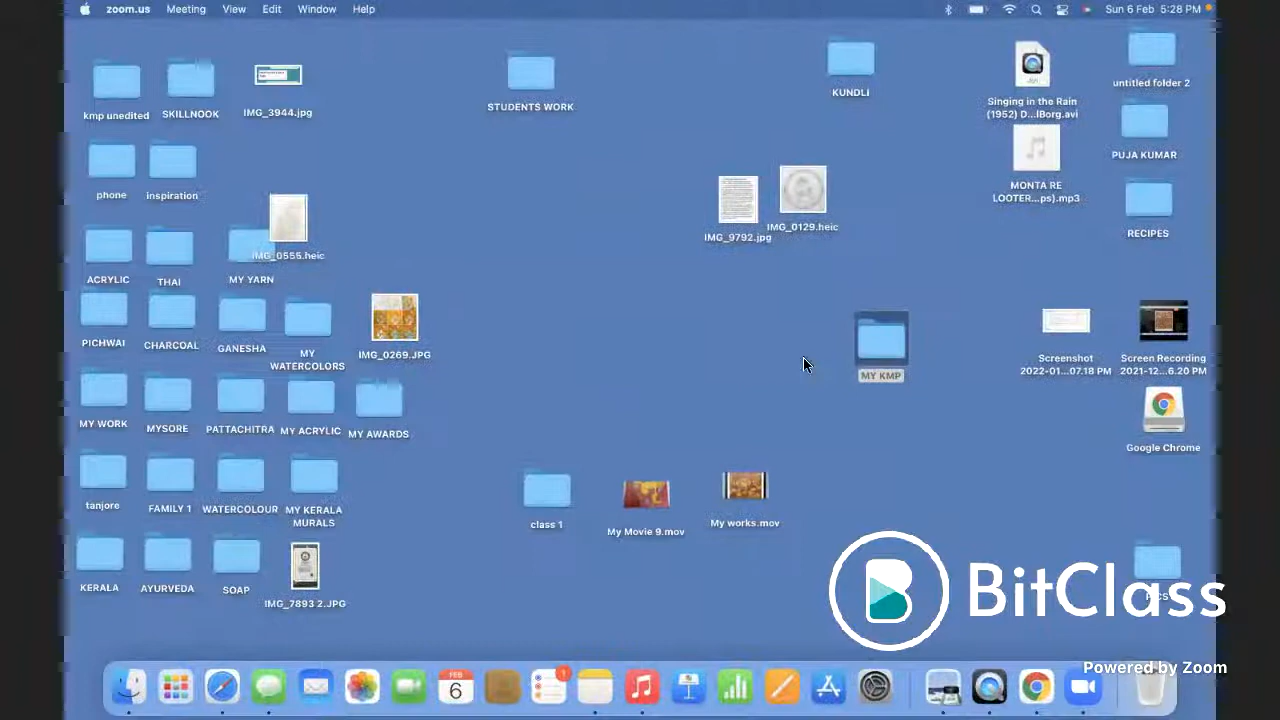 zoom.us Meeting View Edit Window Help Sun 6 Feb 5:28 PM
kmp unedited
SKILLNOOK
IMG_3944.jpg
STUDENTS WORK
KUNDLI
Singing in the Rain
(1952) D...lBorg.avi
untitled folder 2
phone
inspiration
IMG_0555.heic
IMG_9792.jpg
IMG_0129.heic
MONTA RE
LOOTER...ps).mp3
PUJA KUMAR
RECIPES
ACRYLIC
THAI
MY YARN
PICHWAI
CHARCOAL
GANESHA
MY
WATERCOLORS
IMG_0269.JPG
MY KMP
Screenshot
2022-01...07.18 PM
Screen Recording
2021-12...6.20 PM
MY WORK
MYSORE
PATTACHITRA
MY ACRYLIC
MY AWARDS
Google Chrome
tanjore
FAMILY 1
WATERCOLOUR
MY KERALA
MURALS
class 1
My Movie 9.mov
My works.mov
KERALA
AYURVEDA
SOAP
IMG_7893 2.JPG
BitClass
Powered by Zoom
FEB
6
1